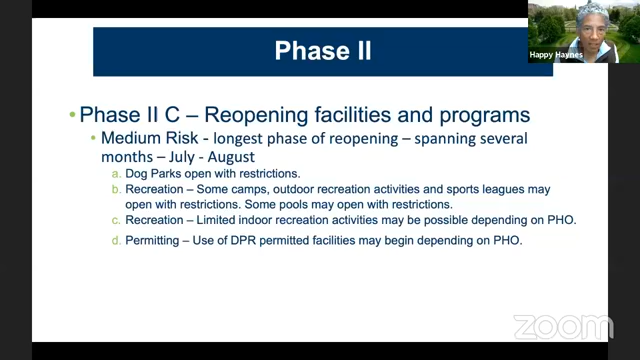 Phase II
Happy Haynes
• Phase II C – Reopening facilities and programs
• Medium Risk - longest phase of reopening – spanning several
months – July - August
a. Dog Parks open with restrictions.
b. Recreation – Some camps, outdoor recreation activities and sports leagues may
open with restrictions. Some pools may open with restrictions.
c. Recreation – Limited indoor recreation activities may be possible depending on PHO.
d. Permitting – Use of DPR permitted facilities may begin depending on PHO.
zoom